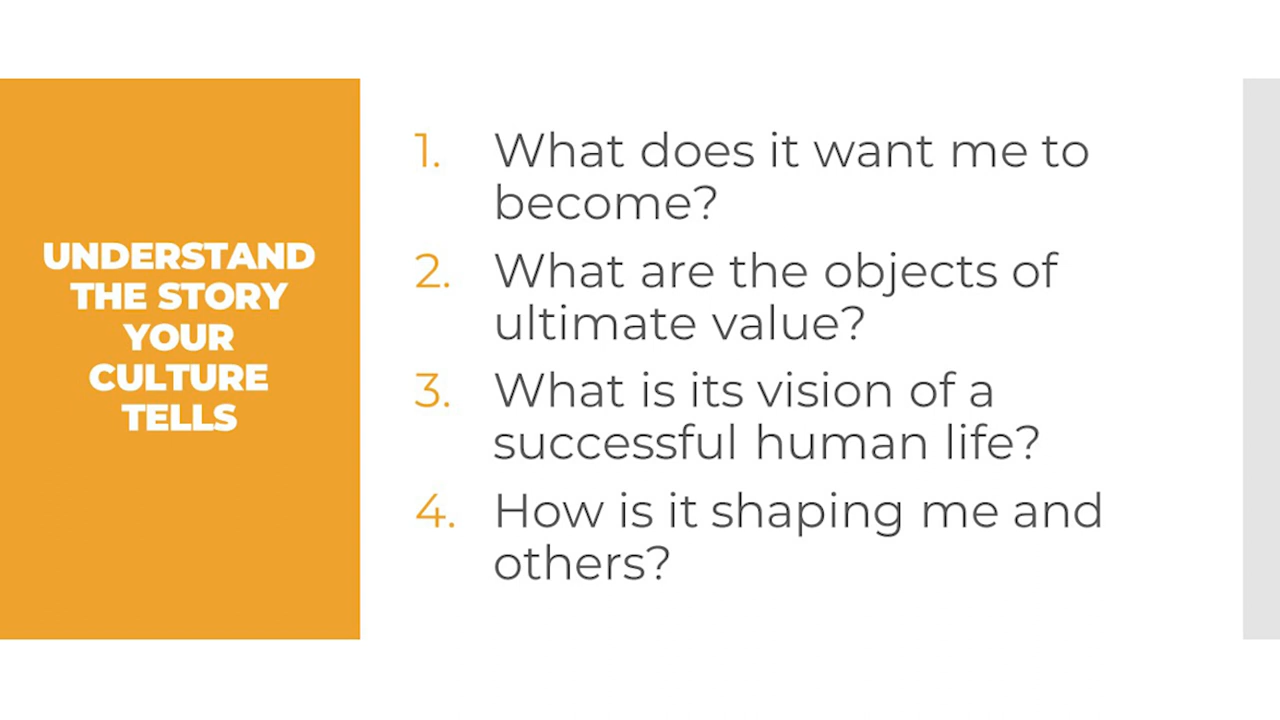 UNDERSTAND
THE STORY
YOUR
CULTURE
TELLS
1. What does it want me to
become?
2. What are the objects of
ultimate value?
3. What is its vision of a
successful human life?
4. How is it shaping me and
others?